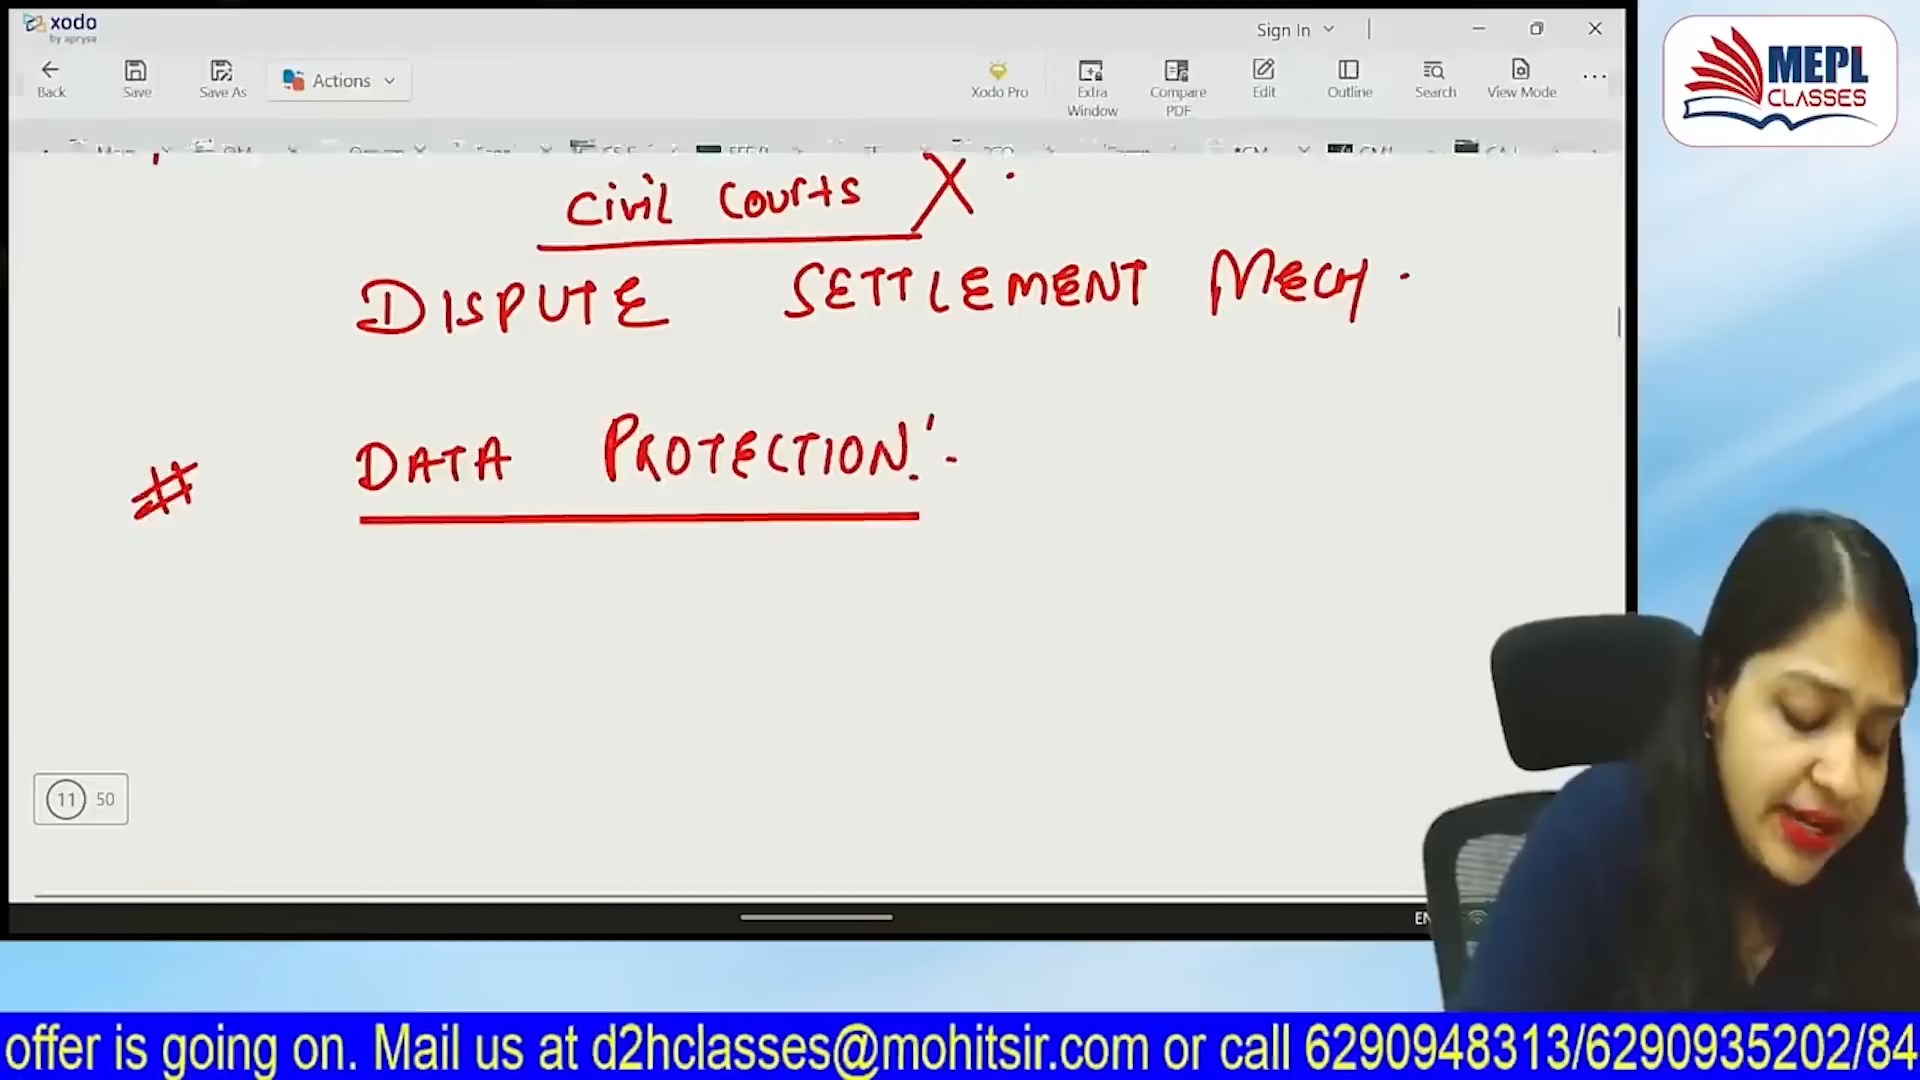 xodo
by apryse
Sign In
Back
Save
Save As
Actions
Xodo Pro
Extra Window
Compare PDF
Edit
Outline
Search
View Mode
MEPL
CLASSES
Civil Courts X
DISPUTE SETTLEMENT MECH.
# DATA PROTECTION:-
11 50
offer is going on. Mail us at d2hclasses@mohitsir.com or call 6290948313/6290935202/84